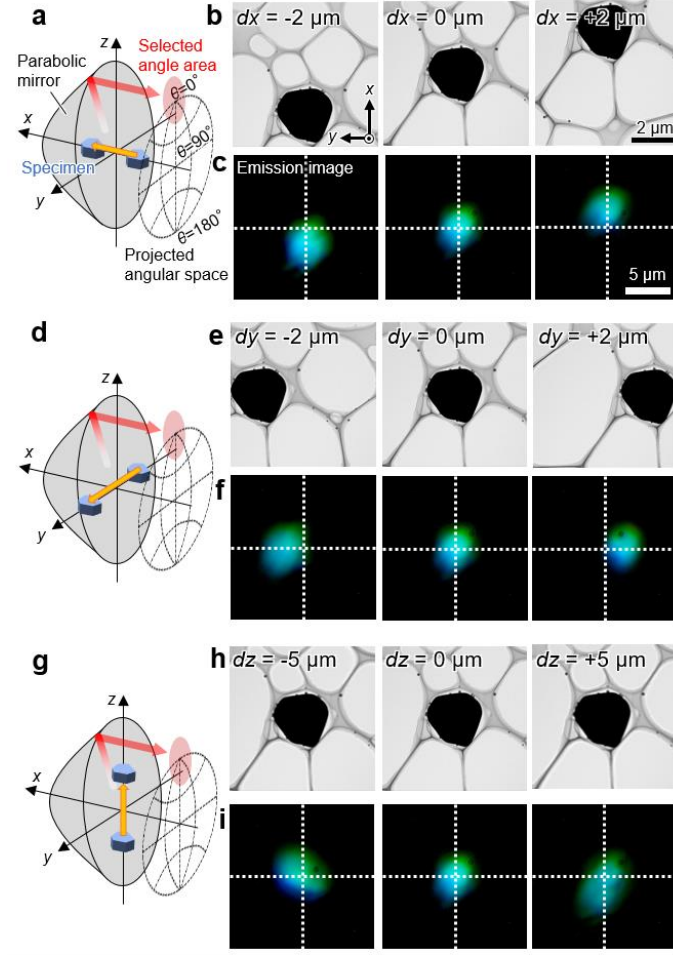 a
z
Selected
angle area
Parabolic
mirror
θ=0°
x
θ=90°
Specimen
y
θ=180°
Projected
angular space
b
dx = -2 µm
dx = 0 µm
dx = +2 µm
x
y
2 µm
c
Emission image
5 µm
d
z
x
y
e
dy = -2 µm
dy = 0 µm
dy = +2 µm
f
g
z
x
y
h
dz = -5 µm
dz = 0 µm
dz = +5 µm
i